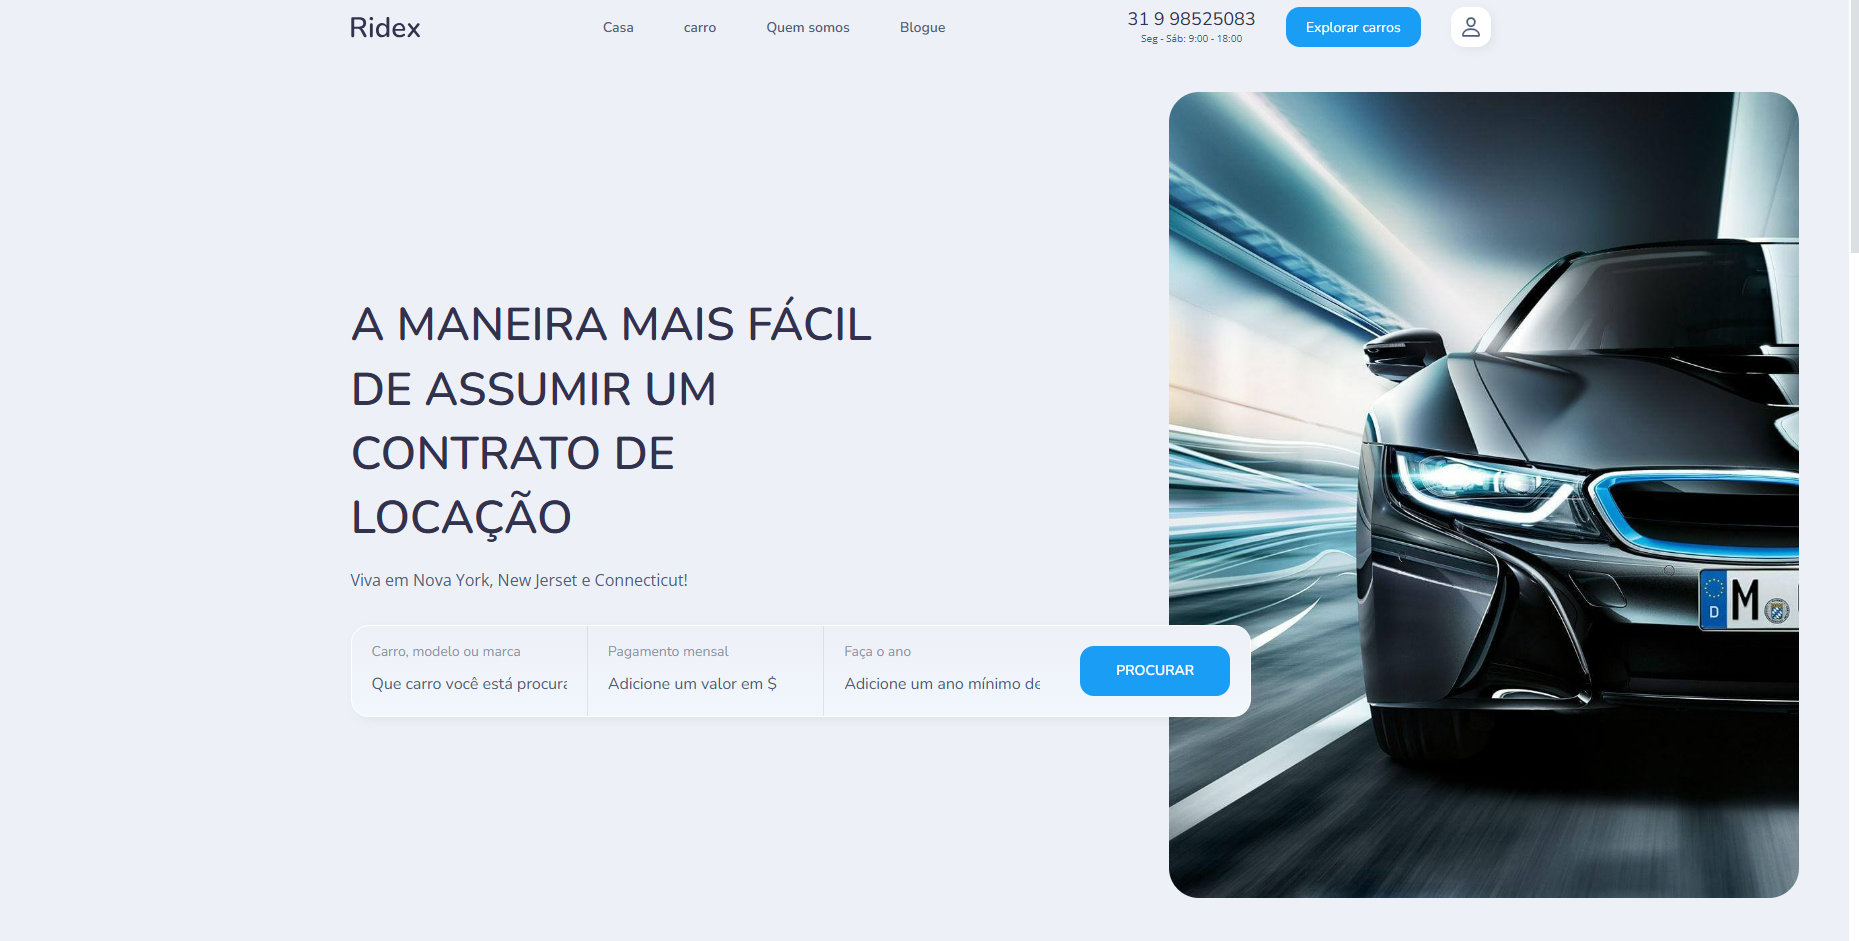 Ridex
Casa
carro
Quem somos
Blogue
31 9 98525083
Seg - Sáb: 9:00 - 18:00
Explorar carros
A MANEIRA MAIS FÁCIL
DE ASSUMIR UM
CONTRATO DE
LOCAÇÃO
Viva em Nova York, New Jerset e Connecticut!
Carro, modelo ou marca
Que carro você está procura
Pagamento mensal
Adicione um valor em $
Faça o ano
Adicione um ano mínimo de
PROCURAR
D
M